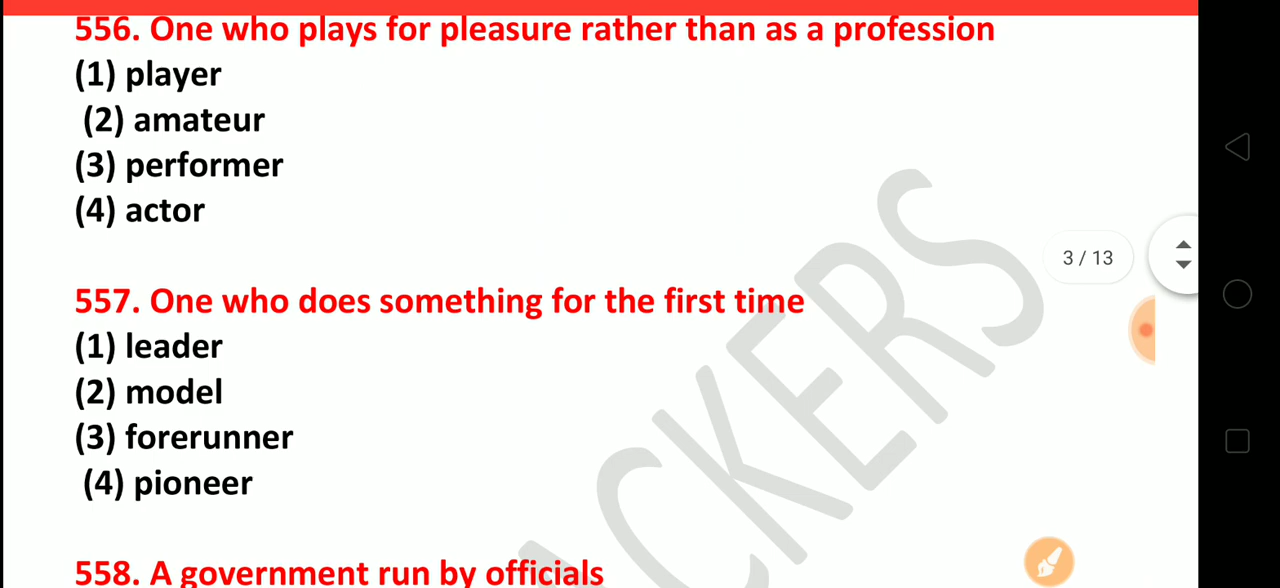 556. One who plays for pleasure rather than as a profession
(1) player
(2) amateur
(3) performer
(4) actor
3 / 13
557. One who does something for the first time
(1) leader
(2) model
(3) forerunner
(4) pioneer
558. A government run by officials
ACKERS